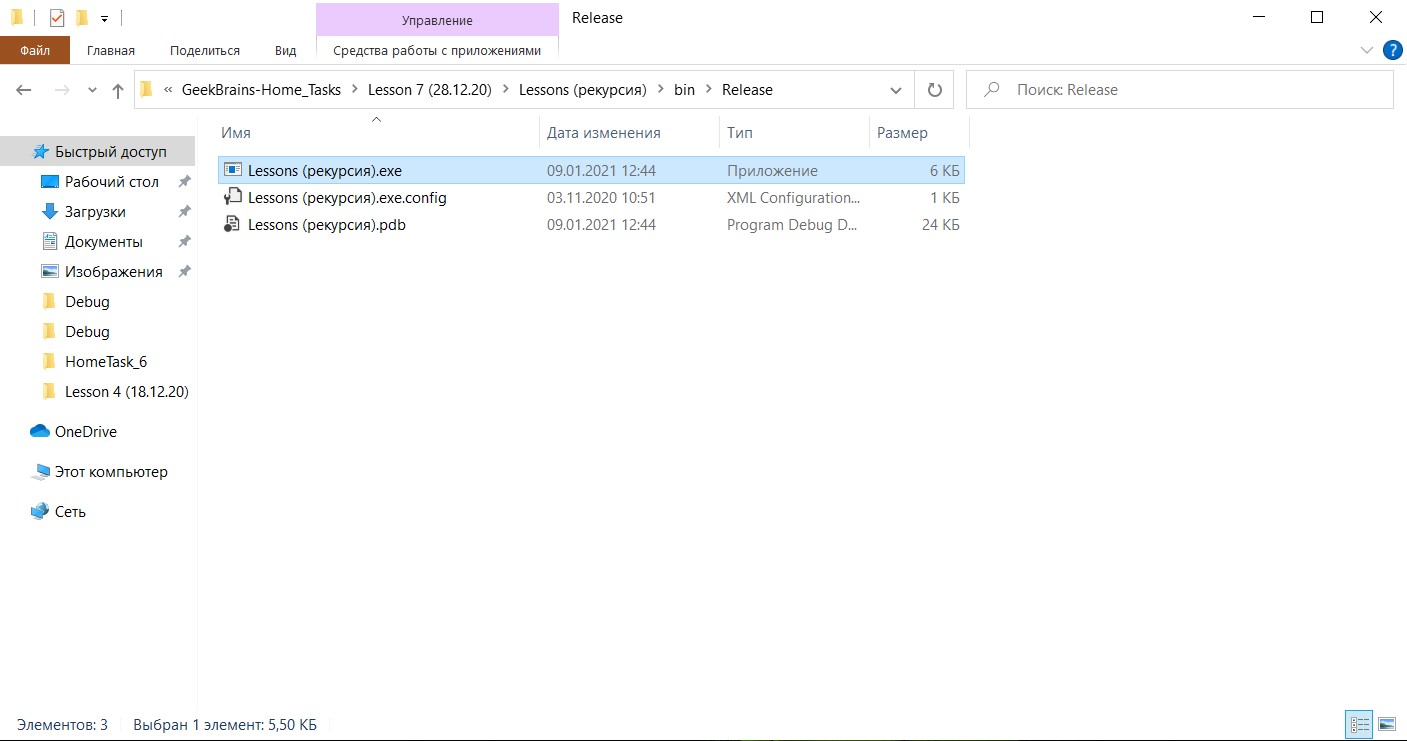 Управление
Release
Файл
Главная
Поделиться
Вид
Средства работы с приложениями
?
« GeekBrains-Home_Tasks > Lesson 7 (28.12.20) > Lessons (рекурсия) > bin > Release
Поиск: Release
Имя Дата изменения Тип Размер
Быстрый доступ
Рабочий стол
Загрузки
Документы
Изображения
Debug
Debug
HomeTask_6
Lesson 4 (18.12.20)
OneDrive
Этот компьютер
Сеть
Lessons (рекурсия).exe 09.01.2021 12:44 Приложение 6 КБ
Lessons (рекурсия).exe.config 03.11.2020 10:51 XML Configuration... 1 КБ
Lessons (рекурсия).pdb 09.01.2021 12:44 Program Debug D... 24 КБ
Элементов: 3 Выбран 1 элемент: 5,50 КБ